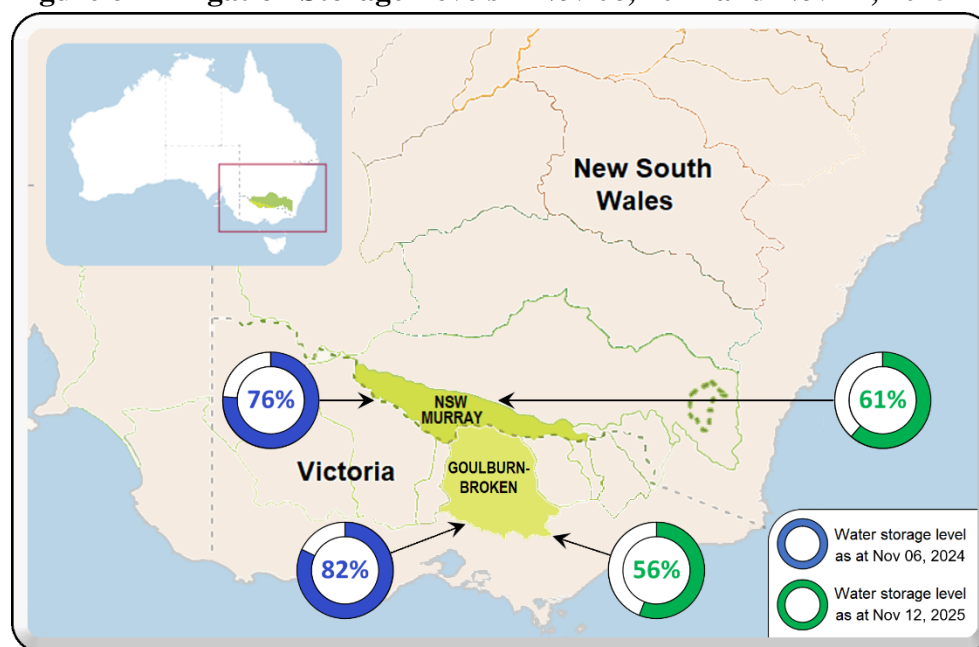 New South
Wales
76%
NSW
MURRAY
61%
Victoria
GOULBURN-
BROKEN
82%
56%
Water storage level
as at Nov 06, 2024
Water storage level
as at Nov 12, 2025